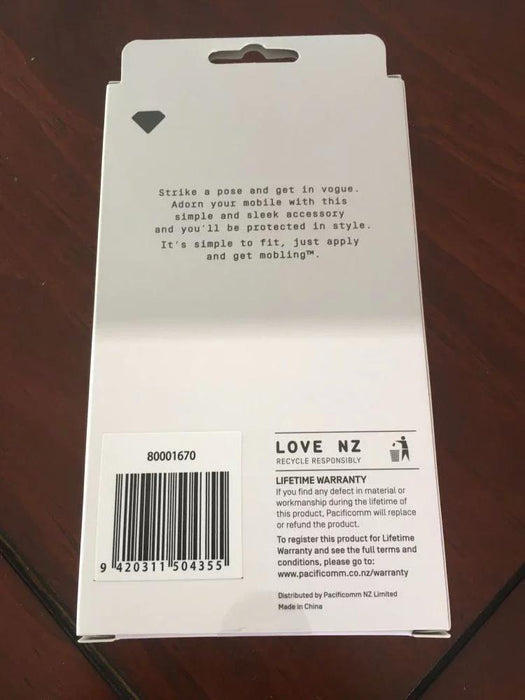 Strike a pose and get in vogue.
Adorn your mobile with this
simple and sleek accessory
and you'll be protected in style.
It's simple to fit, just apply
and get mobling™.
80001670
9 420311 504355
LOVE NZ
RECYCLE RESPONSIBLY
LIFETIME WARRANTY
If you find any defect in material or
workmanship during the lifetime of
this product, Pacificomm will replace
or refund the product.
To register this product for Lifetime
Warranty and see the full terms and
conditions, please go to:
www.pacificomm.co.nz/warranty
Distributed by Pacificomm NZ Limited
Made in China